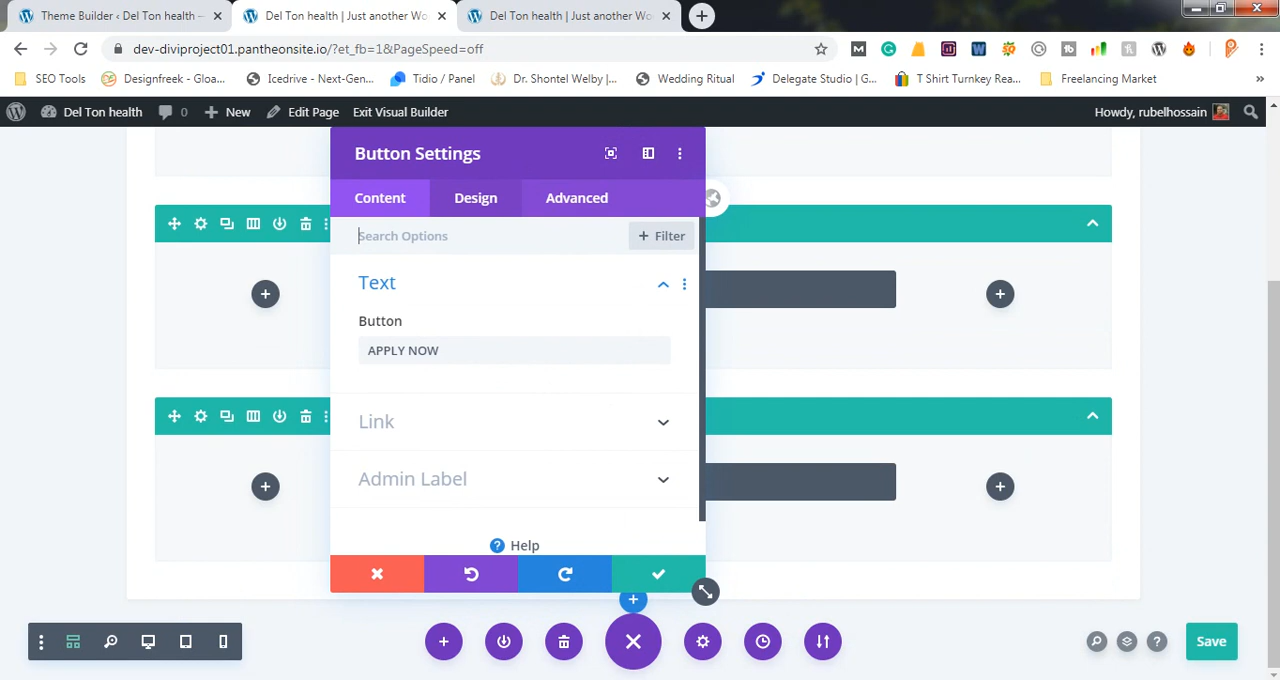 Theme Builder ‹ Del Ton health —
Del Ton health | Just another Wo
Del Ton health | Just another Wo
dev-diviproject01.pantheonsite.io/?et_fb=1&PageSpeed=off
SEO Tools
Designfreek - Gloa...
Icedrive - Next-Gen...
Tidio / Panel
Dr. Shontel Welby |...
Wedding Ritual
Delegate Studio | G...
T Shirt Turnkey Rea...
Freelancing Market
»
Del Ton health
0
New
Edit Page
Exit Visual Builder
Howdy, rubelhossain
Button Settings
Content
Design
Advanced
Search Options
+ Filter
Text
Button
APPLY NOW
Link
Admin Label
? Help
?
Save